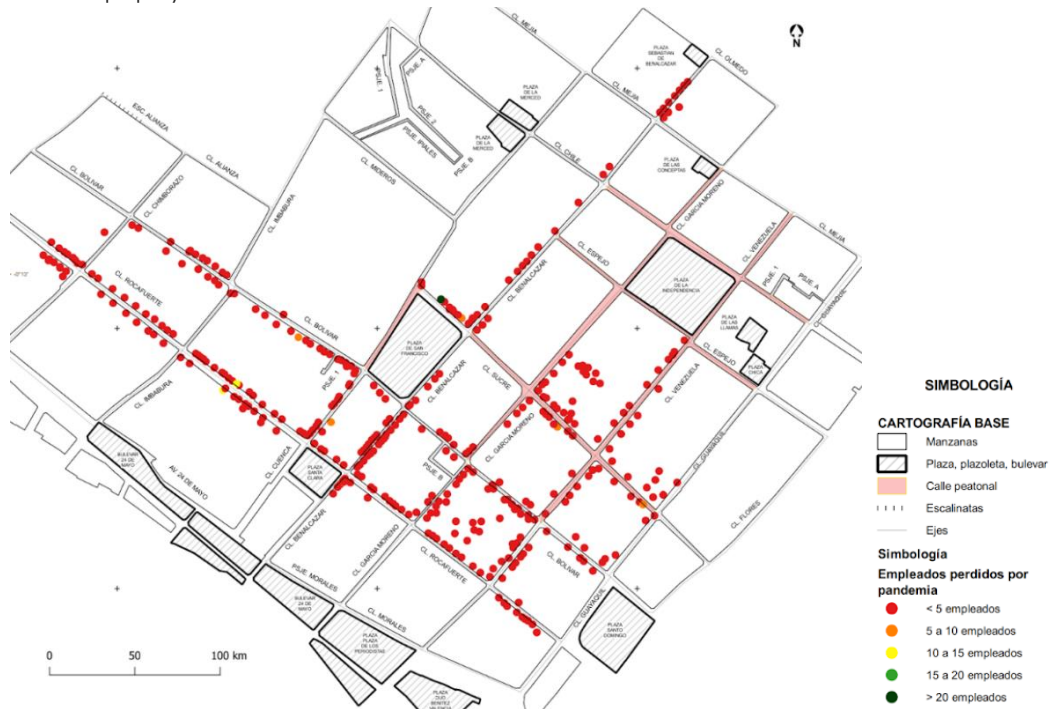 CL. MEJIA
N
PLAZA
SEBASTIAN
DE
BENALCAZAR
CL. OLMEDO
PSJE. 1
PSJE. A
CL. MEJIA
PLAZA
DE LA
MERCED
PSJE. 2
ESC. ALIANZA
PSJE. IPIALES
PLAZA
DE LA
MERCED
PSJE. B
CL. CHILE
CL. ALIANZA
CL. MIDEROS
PLAZA
DE LAS
CONCEPTAS
CL. BOLIVAR
CL. CHIMBORAZO
CL. IMBABURA
CL. GARCIA MORENO
CL. VENEZUELA
CL. MEJIA
CL. ESPEJO
CL. ROCAFUERTE
CL. BENALCAZAR
PLAZA
DE LA
INDEPENDENCIA
PSJE. 1
PSJE. A
CL. GUAYAQUIL
CL. BOLIVAR
PLAZA
DE SAN
FRANCISCO
PLAZA
DE LAS
LLAMAS
CL. ESPEJO
PLAZA
CHICA
CL. SUCRE
CL. BENALCAZAR
PSJE. 1
CL. VENEZUELA
CL. IMBABURA
CL. GARCIA MORENO
CL. GUAYAQUIL
BULEVAR
24 DE
MAYO
CL. CUENCA
PLAZA
SANTA
CLARA
PSJE. B
AV. 24 DE MAYO
CL. FLORES
CL. BENALCAZAR
CL. GARCIA MORENO
CL. ROCAFUERTE
CL. BOLIVAR
PSJE. MORALES
BULEVAR
24 DE
MAYO
CL. MORALES
CL. GUAYAQUIL
PLAZA
SANTO
DOMINGO
PLAZA
PLAZA
DE LOS
PERIODISTAS
PLAZA
0 50 100 km
SIMBOLOGÍA
CARTOGRAFÍA BASE
Manzanas
Plaza, plazoleta, bulevar
Calle peatonal
Escalinatas
Ejes
Simbología
Empleados perdidos por
pandemia
< 5 empleados
5 a 10 empleados
10 a 15 empleados
15 a 20 empleados
> 20 empleados